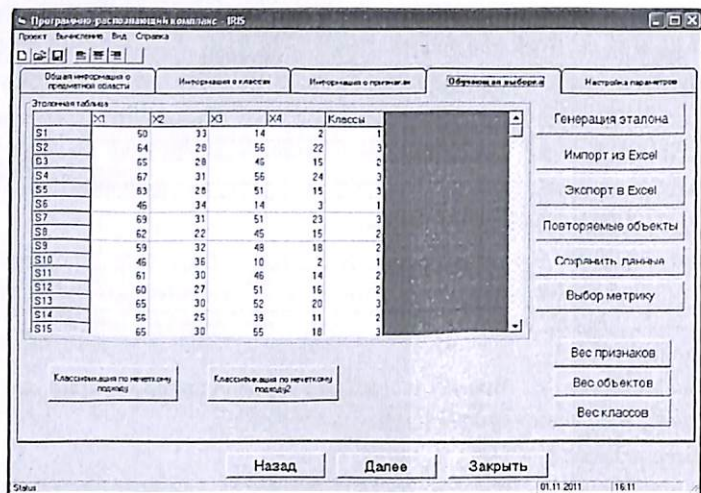 Программно-распознающий комплекс - IRIS
Проект Вычисление Вид Справка
Общая информация о предметной области
Информация о классах
Информация о признаках
Обучающая выборка
Настройка параметров
Эталонная таблица
X1 X2 X3 X4 Классы
S1 50 33 14 2 1
S2 64 28 56 22 3
S3 65 28 46 15 2
S4 67 31 56 24 3
S5 28 51 15 3
S6 46 34 14 3 1
S7 69 31 51 23 3
S8 62 22 45 15 2
S9 59 32 48 18 2
S10 46 36 10 2 1
S11 61 30 46 14 2
S12 60 27 51 16 2
S13 65 30 52 20 3
S14 56 25 39 11 2
S15 65 30 55 18 3
Генерация эталона
Импорт из Excel
Экспорт в Excel
Повторяемые объекты
Сохранить данные
Выбор метрику
Вес признаков
Вес объектов
Вес классов
Классификация по нечеткому подходу
Классификация по нечеткому подходу2
Назад Далее Закрыть
Status 01.11.2011 16:11